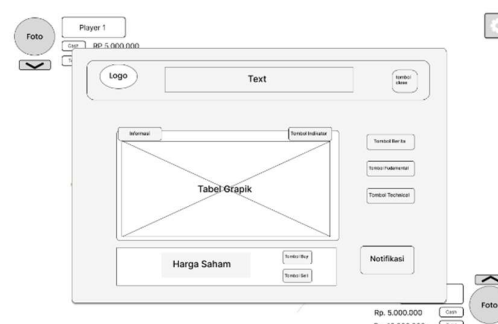 Foto
Player 1
Cash
RP 5.000.000
Logo
Text
tombol
close
Informasi
Tombol Indikator
Tabel Grapik
Tombol Berita
Tombol Fudamental
Tombol Technical
Harga Saham
Tombol Buy
Tombol Sell
Notifikasi
Rp. 5.000.000
Cash
Foto